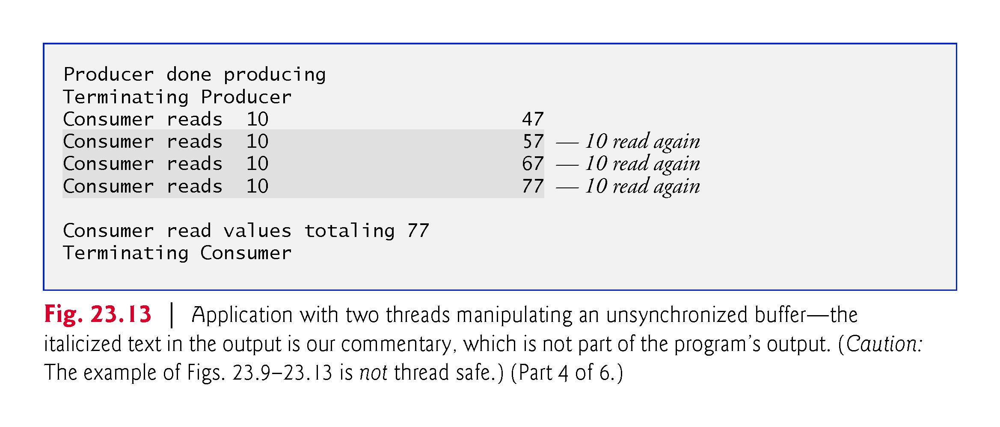 Producer done producing
Terminating Producer
Consumer reads  10                      47
Consumer reads  10                      57 — 10 read again
Consumer reads  10                      67 — 10 read again
Consumer reads  10                      77 — 10 read again
Consumer read values totaling 77
Terminating Consumer
Fig. 23.13 | Application with two threads manipulating an unsynchronized buffer—the
italicized text in the output is our commentary, which is not part of the program’s output. (Caution:
The example of Figs. 23.9–23.13 is not thread safe.) (Part 4 of 6.)